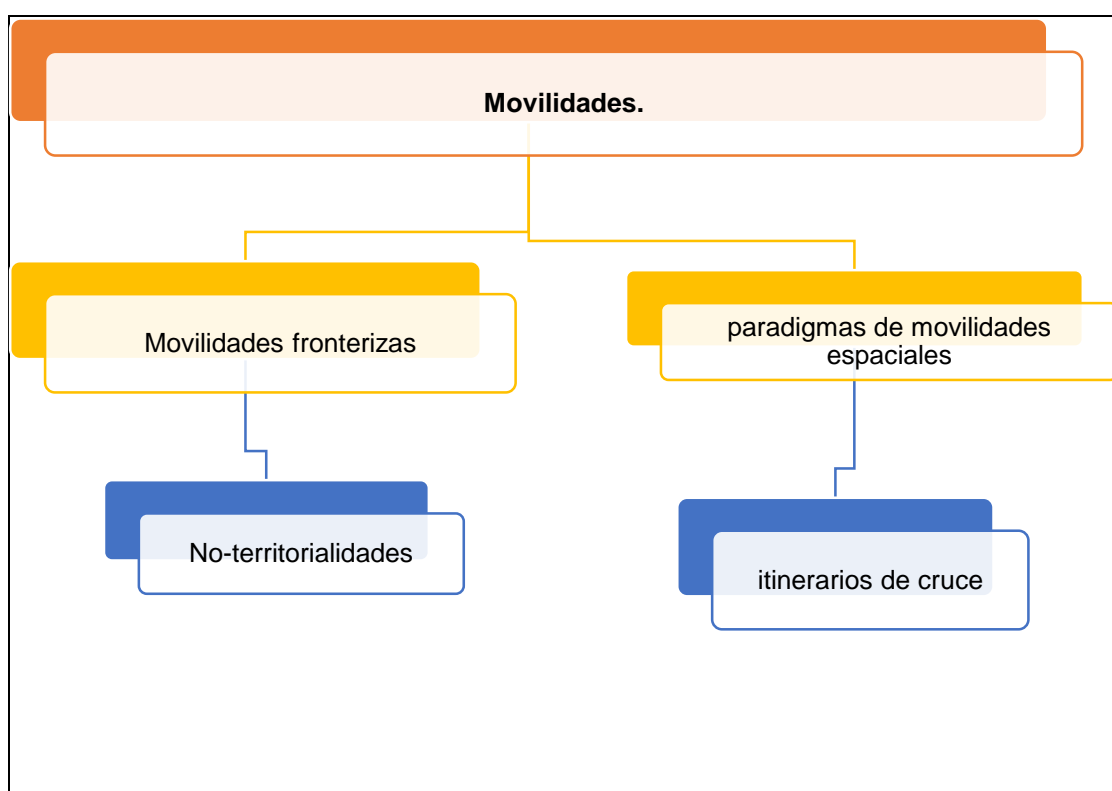 Movilidades.
Movilidades fronterizas
paradigmas de movilidades
espaciales
No-territorialidades
itinerarios de cruce